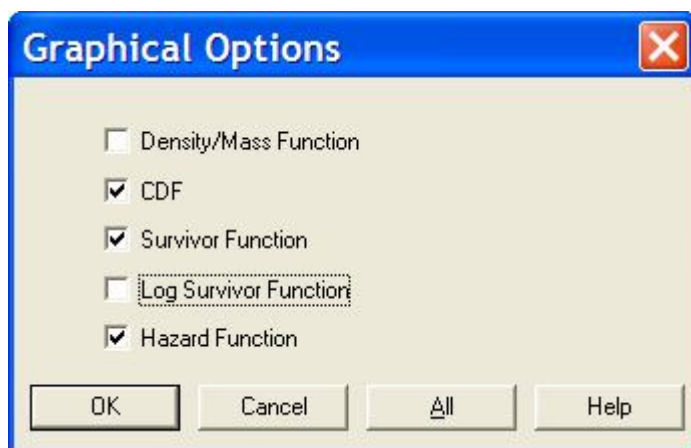 Graphical Options
Density/Mass Function
CDF
Survivor Function
Log Survivor Function
Hazard Function
OK Cancel All Help